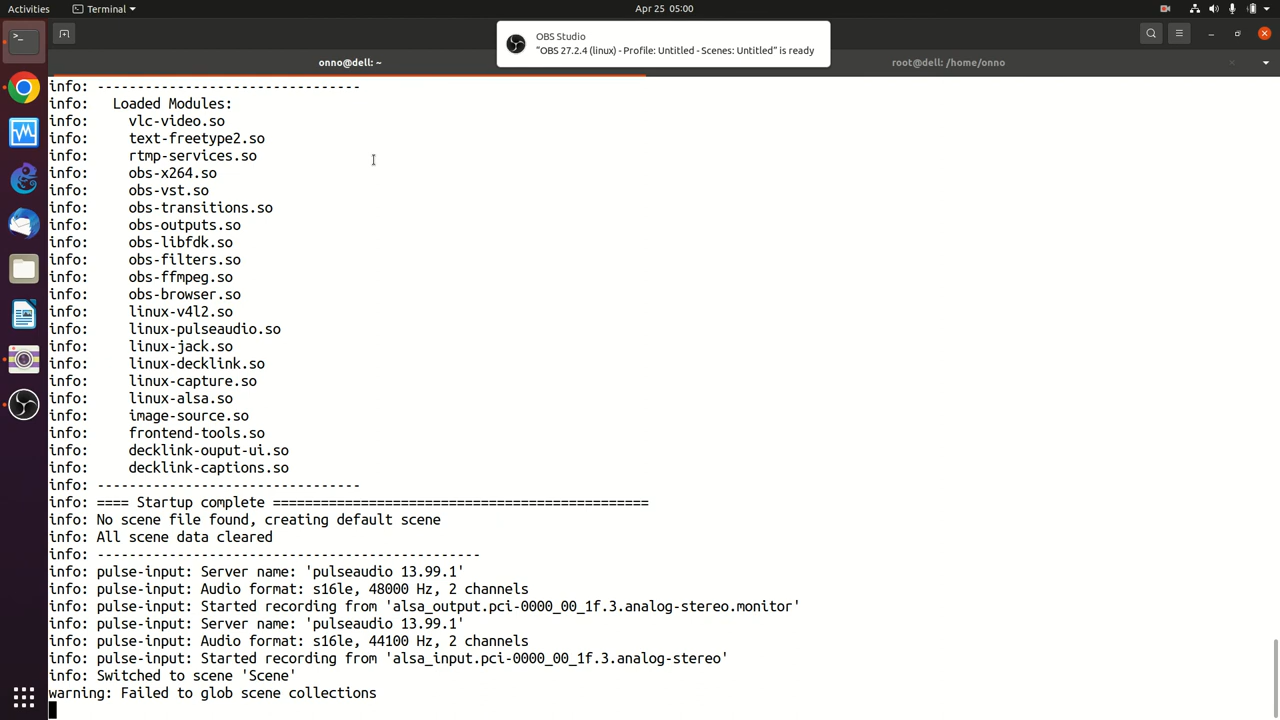 Activities
Terminal
Apr 25 05:00
OBS Studio
"OBS 27.2.4 (linux) - Profile: Untitled - Scenes: Untitled" is ready
onno@dell: ~
root@dell: /home/onno
info: ---------------------------------
info:   Loaded Modules:
info:     vlc-video.so
info:     text-freetype2.so
info:     rtmp-services.so
info:     obs-x264.so
info:     obs-vst.so
info:     obs-transitions.so
info:     obs-outputs.so
info:     obs-libfdk.so
info:     obs-filters.so
info:     obs-ffmpeg.so
info:     obs-browser.so
info:     linux-v4l2.so
info:     linux-pulseaudio.so
info:     linux-jack.so
info:     linux-decklink.so
info:     linux-capture.so
info:     linux-alsa.so
info:     image-source.so
info:     frontend-tools.so
info:     decklink-ouput-ui.so
info:     decklink-captions.so
info: ---------------------------------
info: ==== Startup complete ===============================================
info: No scene file found, creating default scene
info: All scene data cleared
info: ------------------------------------------------
info: pulse-input: Server name: 'pulseaudio 13.99.1'
info: pulse-input: Audio format: s16le, 48000 Hz, 2 channels
info: pulse-input: Started recording from 'alsa_output.pci-0000_00_1f.3.analog-stereo.monitor'
info: pulse-input: Server name: 'pulseaudio 13.99.1'
info: pulse-input: Audio format: s16le, 44100 Hz, 2 channels
info: pulse-input: Started recording from 'alsa_input.pci-0000_00_1f.3.analog-stereo'
info: Switched to scene 'Scene'
warning: Failed to glob scene collections